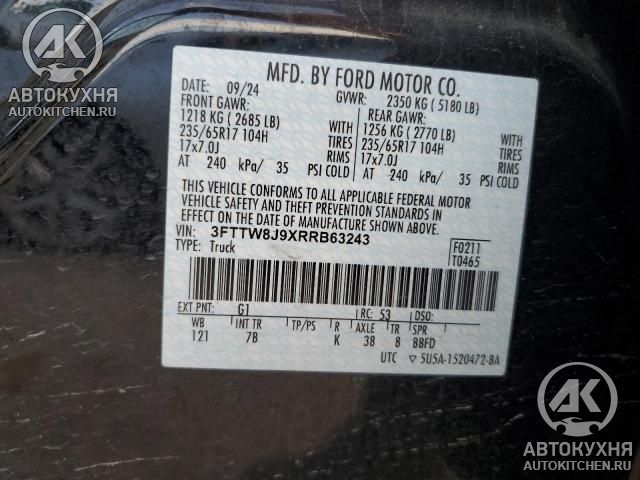 AK
АВТОКУХНЯ
AUTOKITCHEN.RU
MFD. BY FORD MOTOR CO.
DATE: 09/24 GVWR: 2350 KG ( 5180 LB)
FRONT GAWR: REAR GAWR:
1218 KG ( 2685 LB) WITH 1256 KG ( 2770 LB) WITH
235/65R17 104H TIRES 235/65R17 104H TIRES
17x7.0J RIMS 17x7.0J RIMS
AT 240 kPa/ 35 PSI COLD AT 240 kPa/ 35 PSI COLD
THIS VEHICLE CONFORMS TO ALL APPLICABLE FEDERAL MOTOR
VEHICLE SAFETY AND THEFT PREVENTION STANDARDS IN
EFFECT ON THE DATE OF MANUFACTURE SHOWN ABOVE.
VIN: 3FTTW8J9XRRB63243
TYPE: Truck
F0211
T0465
EXT PNT: G1 RC: 53 DSO:
WB INT TR TP/PS R AXLE TR SPR
121 7B K 38 8 BBFD
UTC ▽ 5U5A-1520472-BA
AK
АВТОКУХНЯ
AUTOKITCHEN.RU